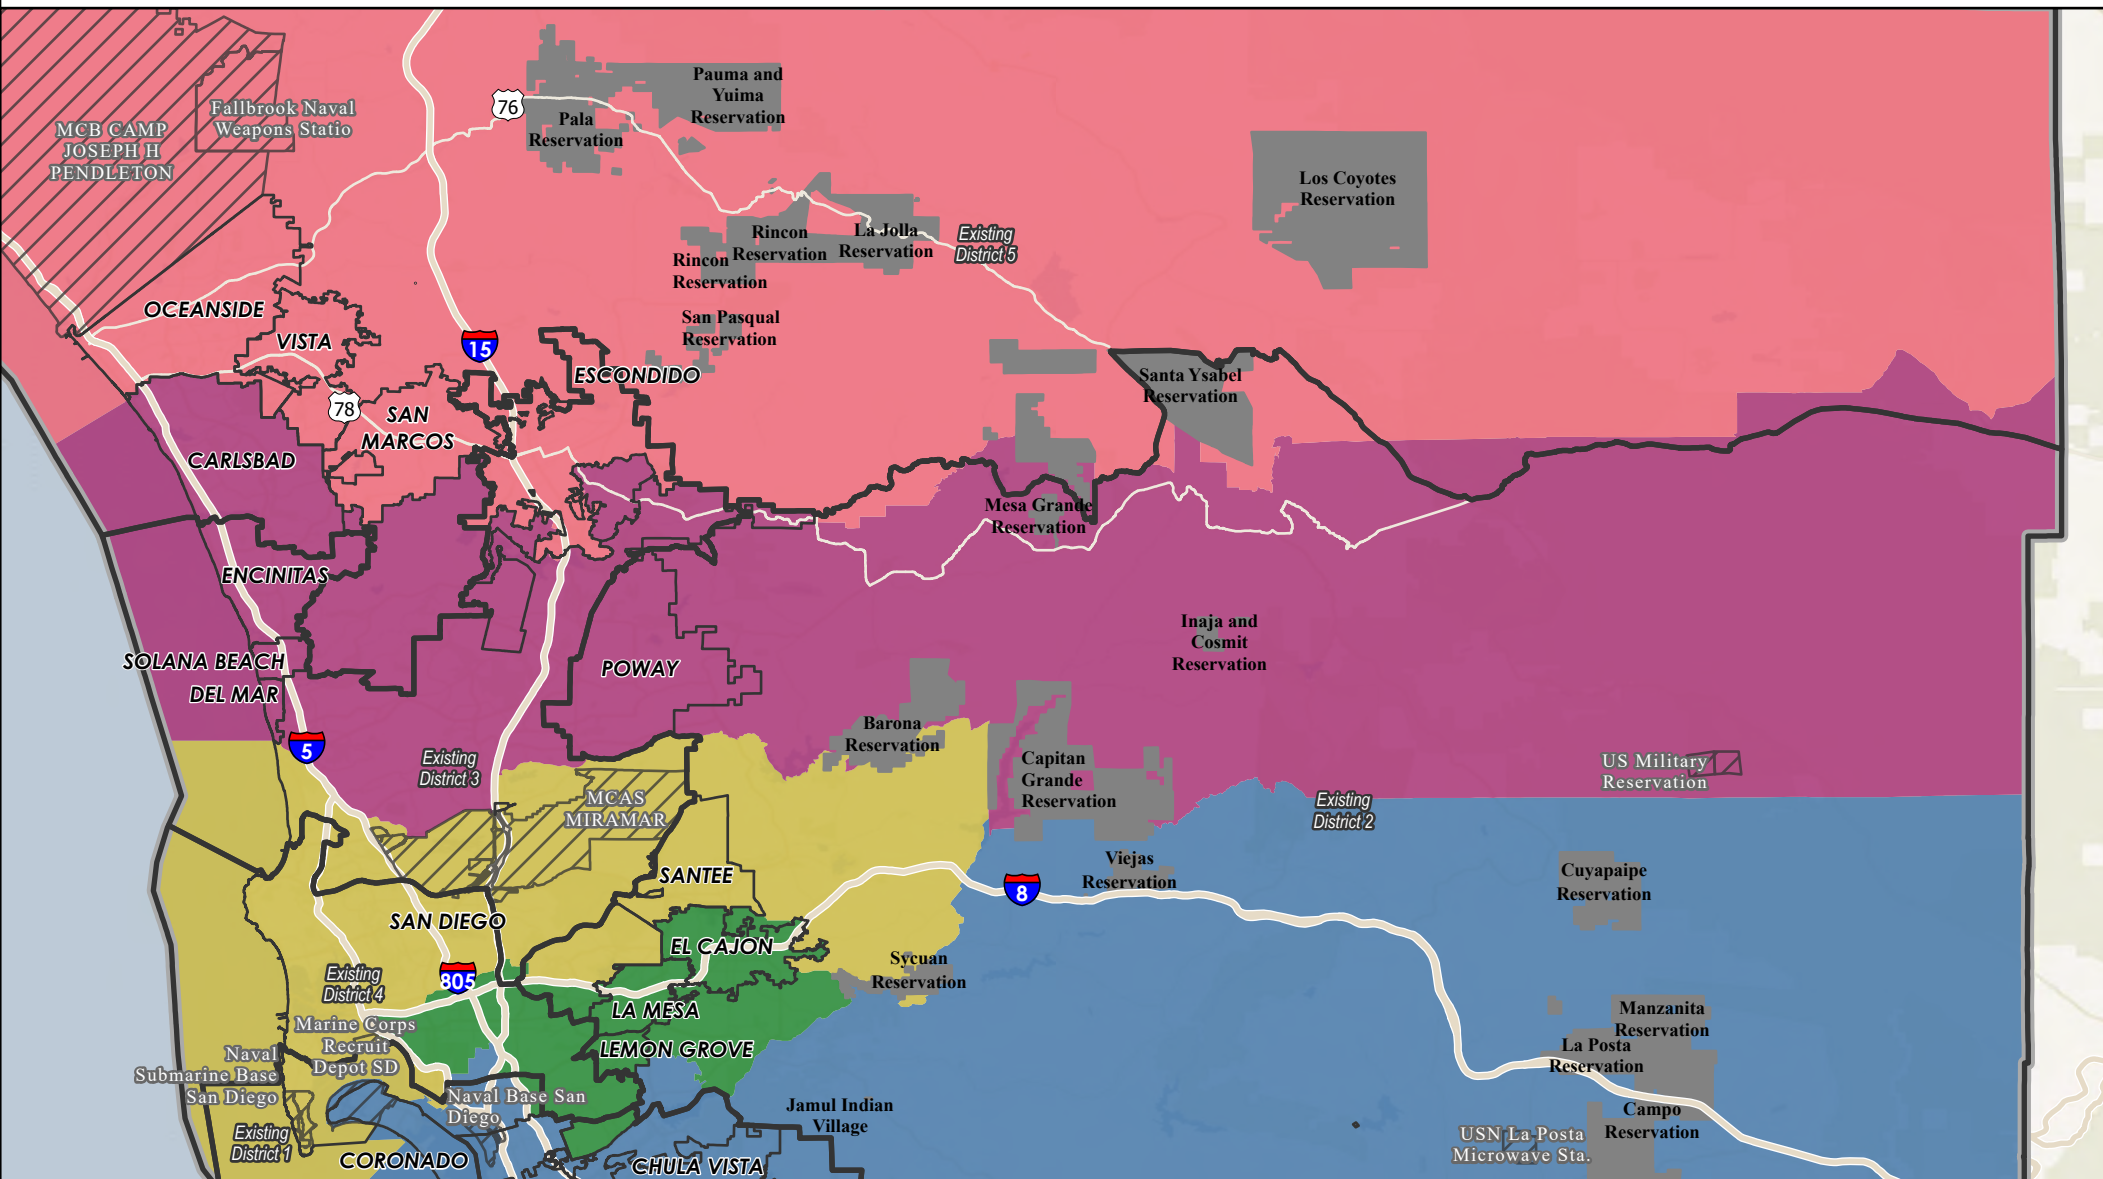 Fallbrook Naval
Weapons Statio
MCB CAMP
JOSEPH H
PENDLETON
76
Pala
Reservation
Pauma and
Yuima
Reservation
Los Coyotes
Reservation
Rincon
Reservation
La Jolla
Reservation
Existing
District 5
Rincon
Reservation
San Pasqual
Reservation
OCEANSIDE
VISTA
15
ESCONDIDO
Santa Ysabel
Reservation
78
SAN
MARCOS
CARLSBAD
Mesa Grande
Reservation
ENCINITAS
SOLANA BEACH
DEL MAR
POWAY
Inaja and
Cosmit
Reservation
5
Existing
District 3
Barona
Reservation
Capitan
Grande
Reservation
US Military
Reservation
MCAS
MIRAMAR
Existing
District 2
SANTEE
Viejas
Reservation
8
Cuyapaipe
Reservation
SAN DIEGO
EL CAJON
805
Existing
District 4
Sycuan
Reservation
LA MESA
Manzanita
Reservation
Marine Corps
Recruit
Depot SD
LEMON GROVE
La Posta
Reservation
Naval
Submarine Base
San Diego
Naval Base San
Diego
Jamul Indian
Village
Campo
Reservation
Existing
District 1
CORONADO
CHULA VISTA
USN La Posta
Microwave Sta.